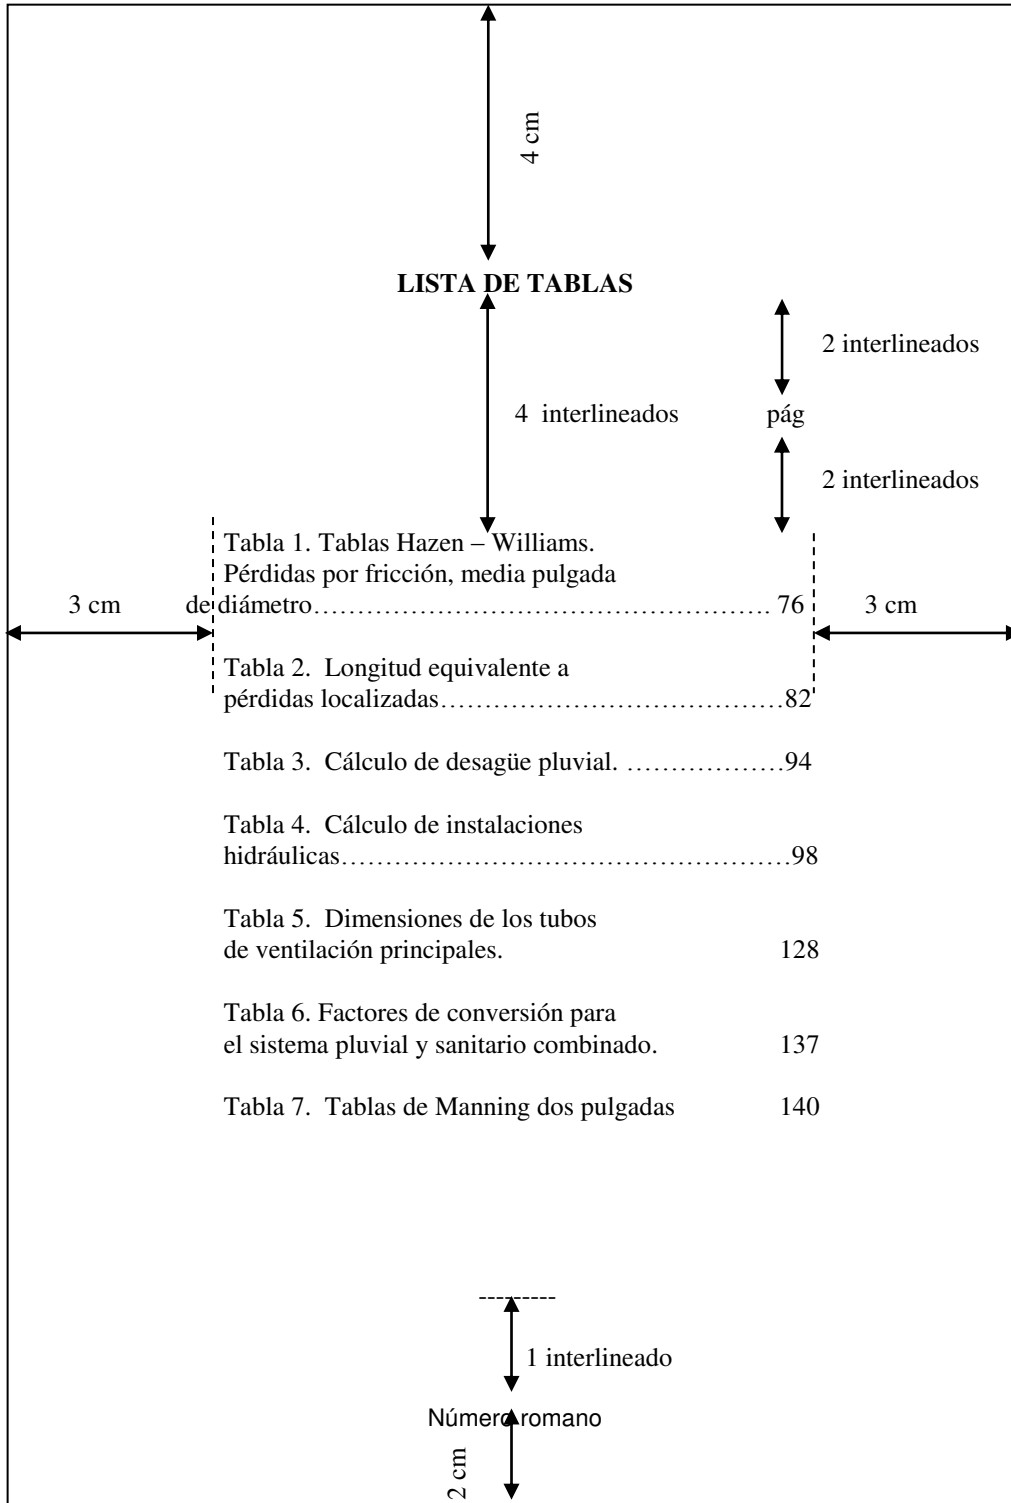 4 cm
LISTA DE TABLAS
2 interlineados
4 interlineados pág
2 interlineados
Tabla 1. Tablas Hazen – Williams.
Pérdidas por fricción, media pulgada
3 cm de diámetro……………………………………………. 76 3 cm
Tabla 2. Longitud equivalente a
pérdidas localizadas…………………………………82
Tabla 3. Cálculo de desagüe pluvial. ………………94
Tabla 4. Cálculo de instalaciones
hidráulicas……………………………………………98
Tabla 5. Dimensiones de los tubos
de ventilación principales. 128
Tabla 6. Factores de conversión para
el sistema pluvial y sanitario combinado. 137
Tabla 7. Tablas de Manning dos pulgadas 140
1 interlineado
Número romano
2 cm